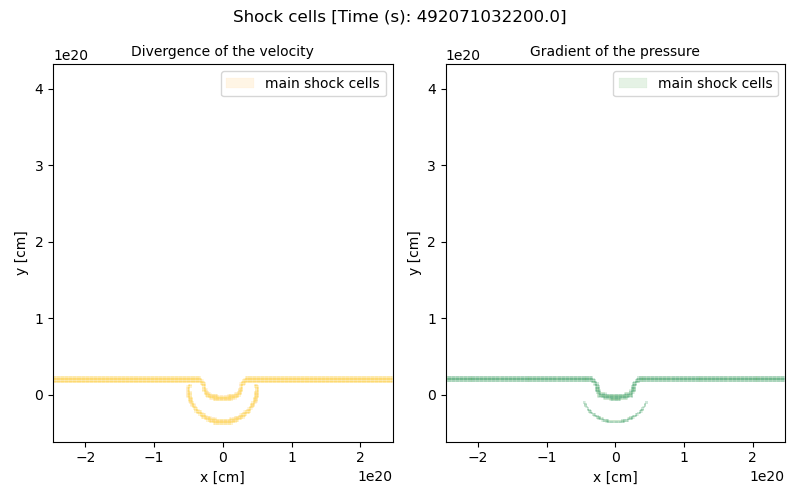 Shock cells [Time (s): 492071032200.0]
Divergence of the velocity
Gradient of the pressure
1e20
1e20
main shock cells
main shock cells
4
3
2
1
0
y [cm]
4
3
2
1
0
y [cm]
−2 −1 0 1 2
−2 −1 0 1 2
x [cm]
1e20
x [cm]
1e20